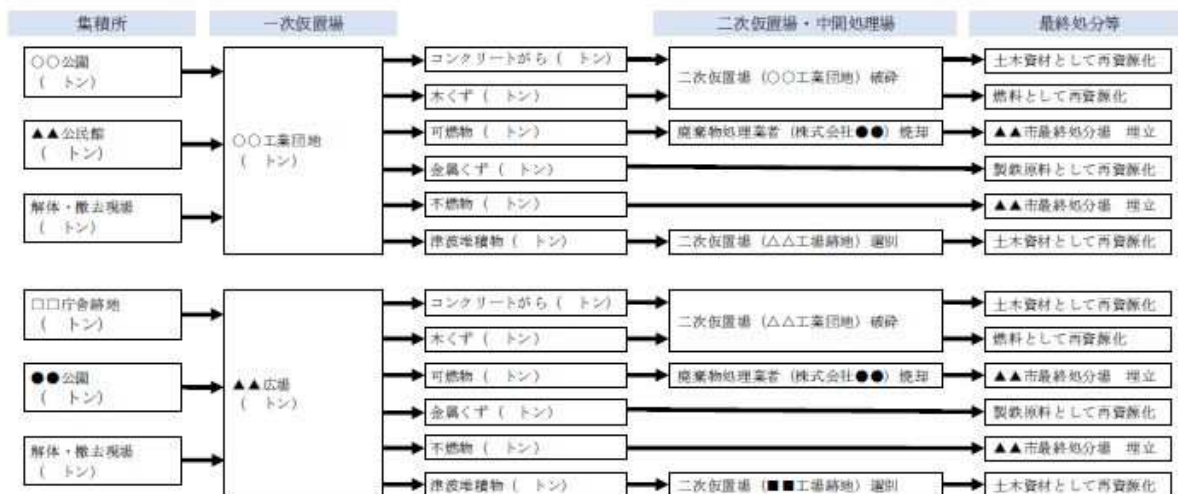 集積所
一次仮置場
二次仮置場・中間処理場
最終処分等
○○公園
( トン)
▲▲公民館
( トン)
解体・撤去現場
( トン)
○○工業団地
( トン)
コンクリートがら ( トン)
木くず ( トン)
可燃物 ( トン)
金属くず ( トン)
不燃物 ( トン)
津波堆積物 ( トン)
二次仮置場 (○○工業団地) 破砕
廃棄物処理業者 (株式会社●●) 焼却
二次仮置場 (△△工場跡地) 選別
土木資材として再資源化
燃料として再資源化
▲▲市最終処分場 埋立
製鉄原料として再資源化
▲▲市最終処分場 埋立
土木資材として再資源化
□□庁舎跡地
( トン)
●●公園
( トン)
解体・撤去現場
( トン)
▲▲広場
( トン)
コンクリートがら ( トン)
木くず ( トン)
可燃物 ( トン)
金属くず ( トン)
不燃物 ( トン)
津波堆積物 ( トン)
二次仮置場 (△△工業団地) 破砕
廃棄物処理業者 (株式会社●●) 焼却
二次仮置場 (■■工場跡地) 選別
土木資材として再資源化
燃料として再資源化
▲▲市最終処分場 埋立
製鉄原料として再資源化
▲▲市最終処分場 埋立
土木資材として再資源化